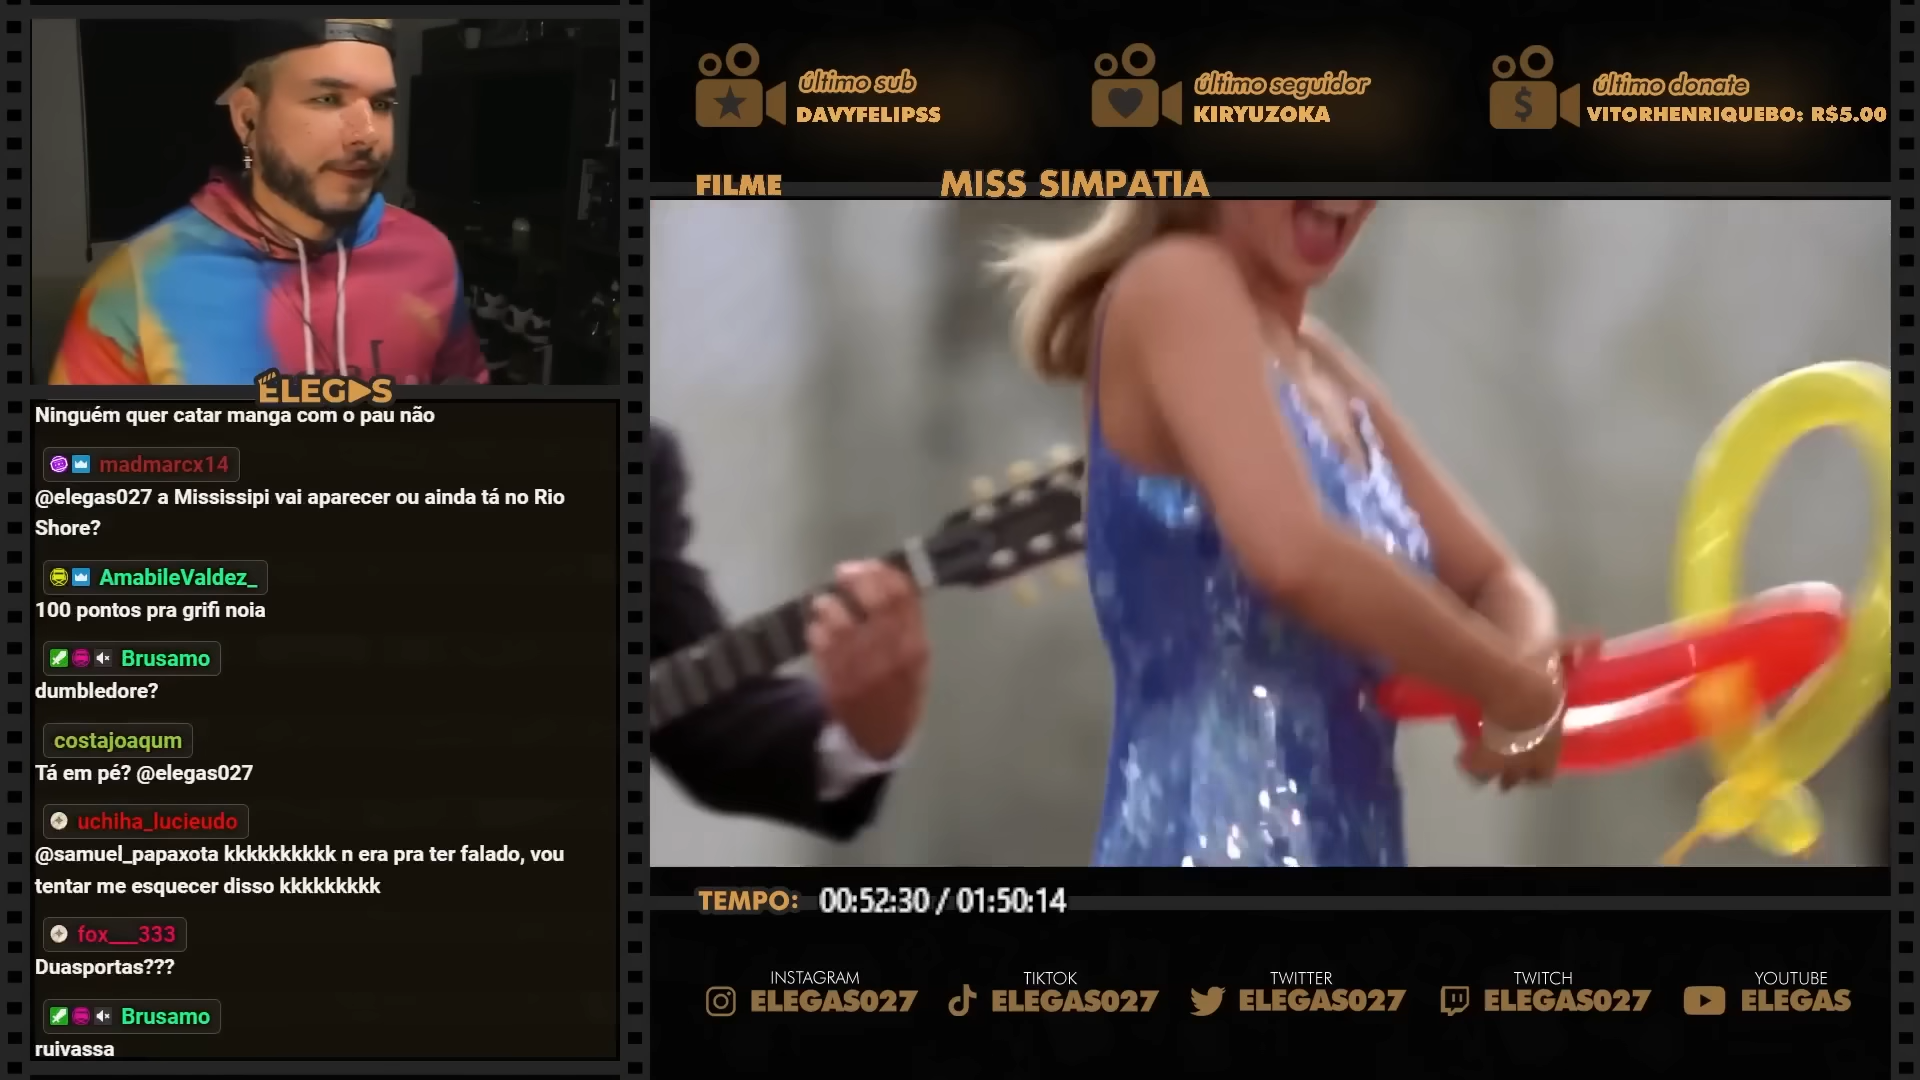 ELEGAS
Ninguém quer catar manga com o pau não
madmarcx14
@elegas027 a Mississipi vai aparecer ou ainda tá no Rio
Shore?
AmabileValdez_
100 pontos pra grifi noia
Brusamo
dumbledore?
costajoaqum
Tá em pé? @elegas027
uchiha_lucieudo
@samuel_papaxota kkkkkkkkkk n era pra ter falado, vou
tentar me esquecer disso kkkkkkkkk
fox___333
Duasportas???
Brusamo
ruivassa
último sub
DAVYFELIPSS
último seguidor
KIRYUZOKA
último donate
VITORHENRIQUEBO: R$5.00
FILME
MISS SIMPATIA
TEMPO: 00:52:30 / 01:50:14
INSTAGRAM
ELEGAS027
TIKTOK
ELEGAS027
TWITTER
ELEGAS027
TWITCH
ELEGAS027
YOUTUBE
ELEGAS